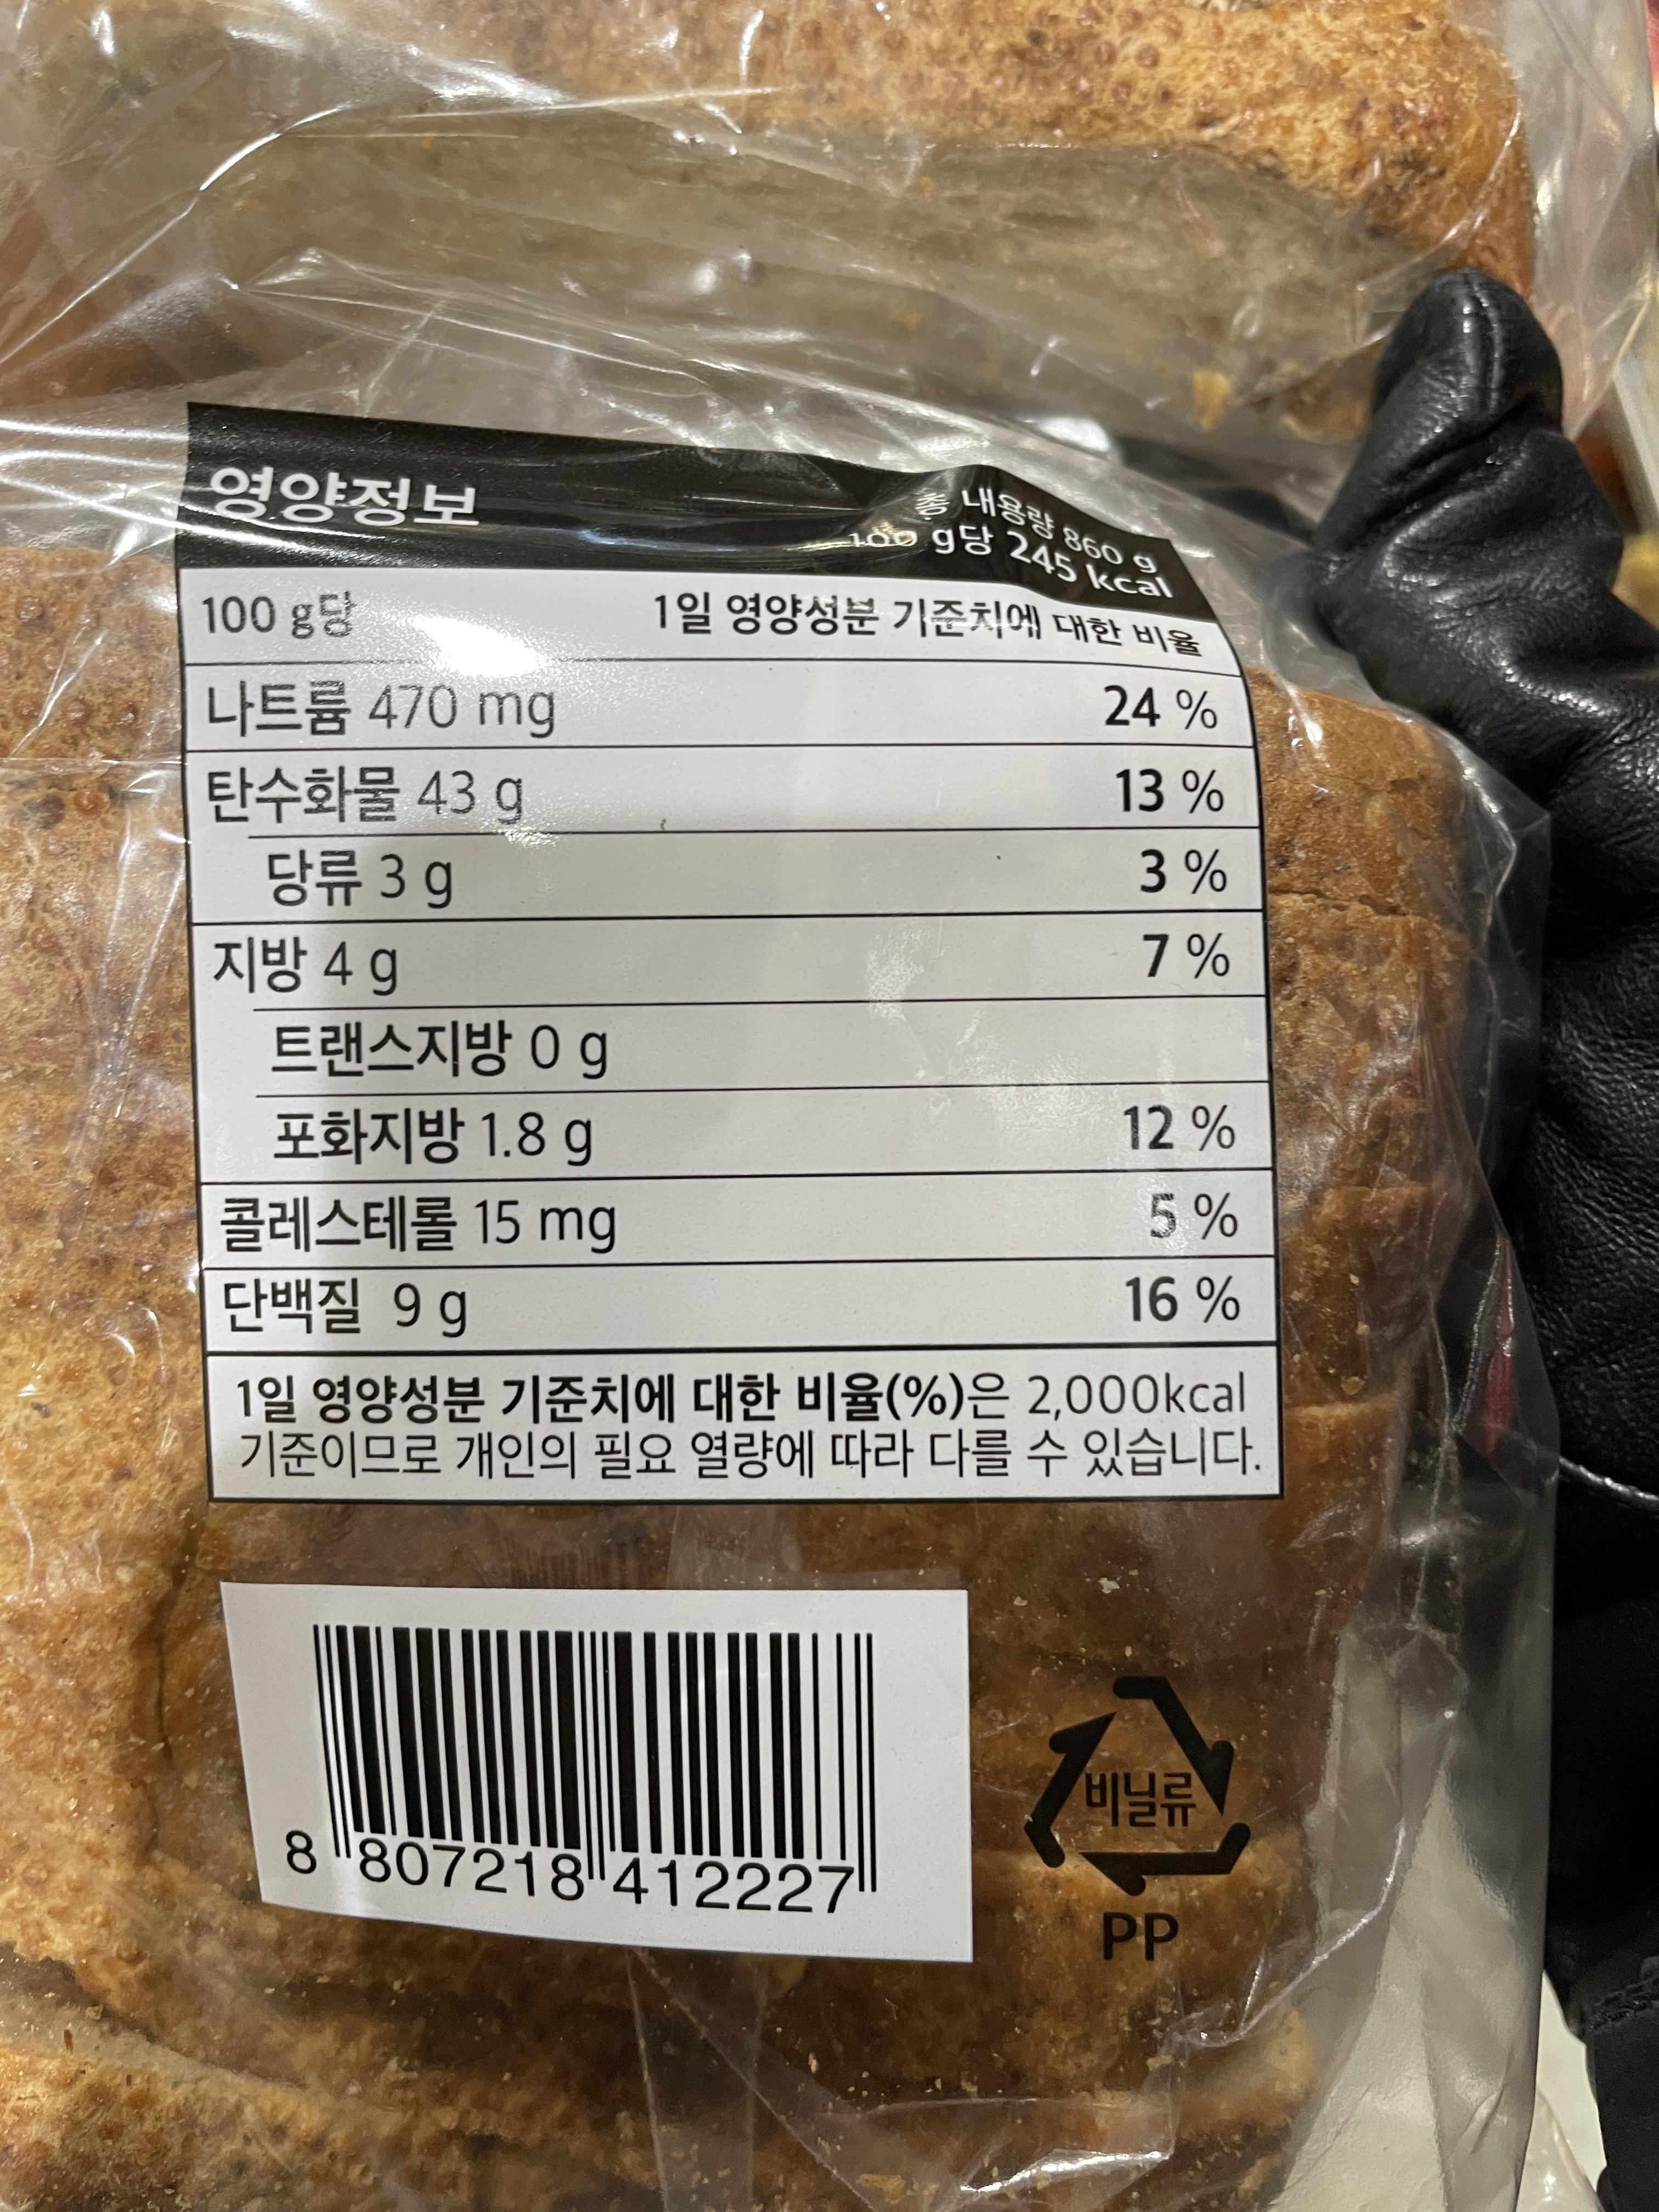 영양정보
총 내용량 860 g
100 g당 245 kcal
100 g당 1일 영양성분 기준치에 대한 비율
나트륨 470 mg 24 %
탄수화물 43 g 13 %
당류 3 g 3 %
지방 4 g 7 %
트랜스지방 0 g
포화지방 1.8 g 12 %
콜레스테롤 15 mg 5 %
단백질 9 g 16 %
1일 영양성분 기준치에 대한 비율(%)은 2,000kcal
기준이므로 개인의 필요 열량에 따라 다를 수 있습니다.
8 807218 412227
비닐류
PP